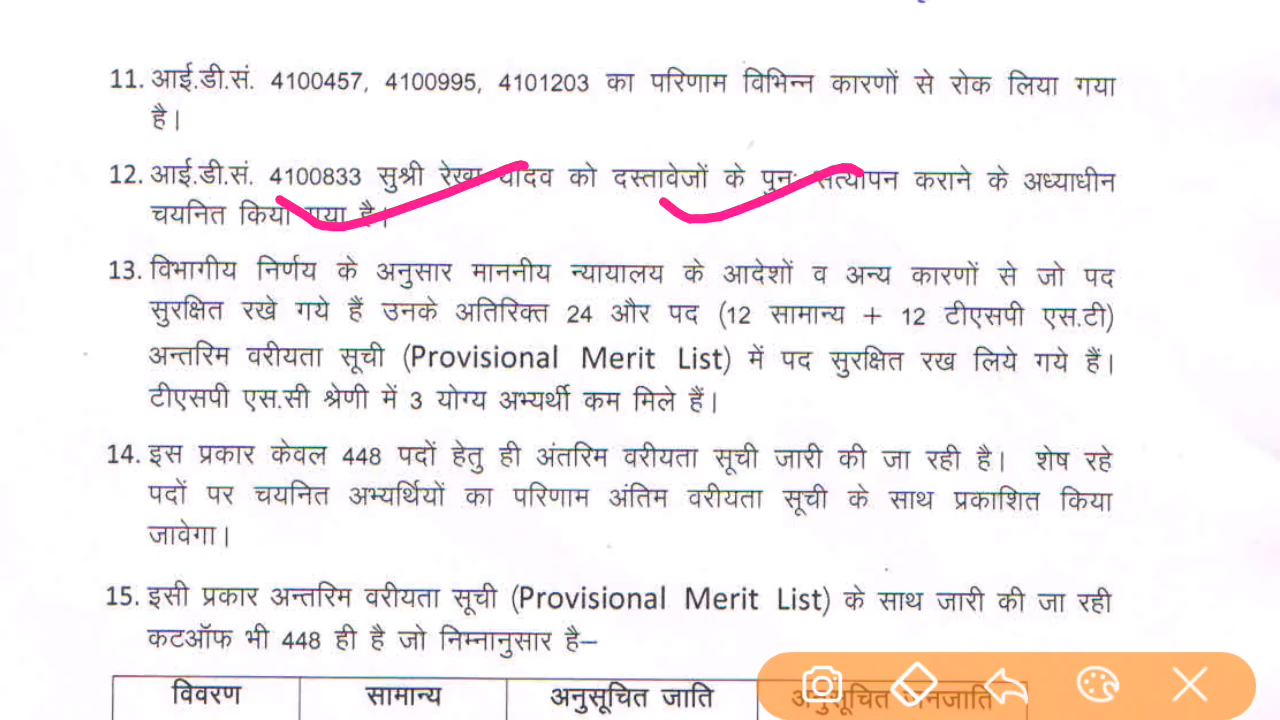 11. आई.डी.सं. 4100457, 4100995, 4101203 का परिणाम विभिन्न कारणों से रोक लिया गया
है।
12. आई.डी.सं. 4100833 सुश्री रेखा यादव को दस्तावेजों के पुनः सत्यापन कराने के अध्याधीन
चयनित किया गया है।
13. विभागीय निर्णय के अनुसार माननीय न्यायालय के आदेशों व अन्य कारणों से जो पद
सुरक्षित रखे गये हैं उनके अतिरिक्त 24 और पद (12 सामान्य + 12 टीएसपी एस.टी)
अन्तरिम वरीयता सूची (Provisional Merit List) में पद सुरक्षित रख लिये गये हैं।
टीएसपी एस.सी श्रेणी में 3 योग्य अभ्यर्थी कम मिले हैं।
14. इस प्रकार केवल 448 पदों हेतु ही अंतरिम वरीयता सूची जारी की जा रही है। शेष रहे
पदों पर चयनित अभ्यर्थियों का परिणाम अंतिम वरीयता सूची के साथ प्रकाशित किया
जावेगा।
15. इसी प्रकार अन्तरिम वरीयता सूची (Provisional Merit List) के साथ जारी की जा रही
कटऑफ भी 448 ही है जो निम्नानुसार है–
विवरण सामान्य अनुसूचित जाति अनुसूचित जनजाति